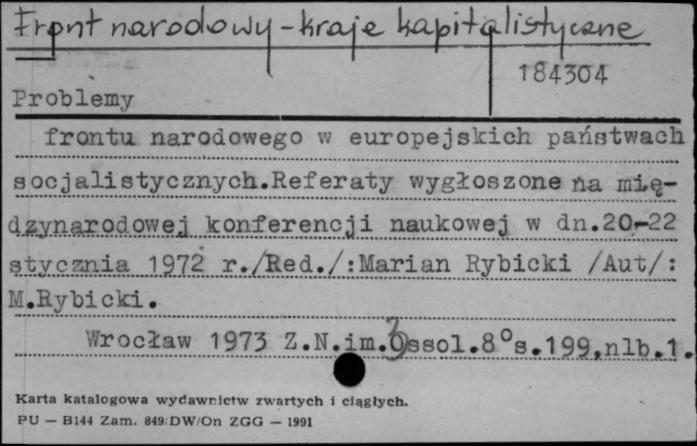 Front narodowy - kraje kapitalistyczne
184304
Problemy
frontu narodowego w europejskich państwach
socjalistycznych.Referaty wygłoszone na mię-
dzynarodowej konferencji naukowej w dn.20-22
stycznia 1972 r./Red./:Marian Rybicki /Aut/:
M.Rybicki.
Wrocław 1973 Z.N.im.Ossol.8°s.199,nlb.1.
3
Karta katalogowa wydawnictw zwartych i ciągłych.
PU — B144 Zam. 849/DW/On ZGG — 1991